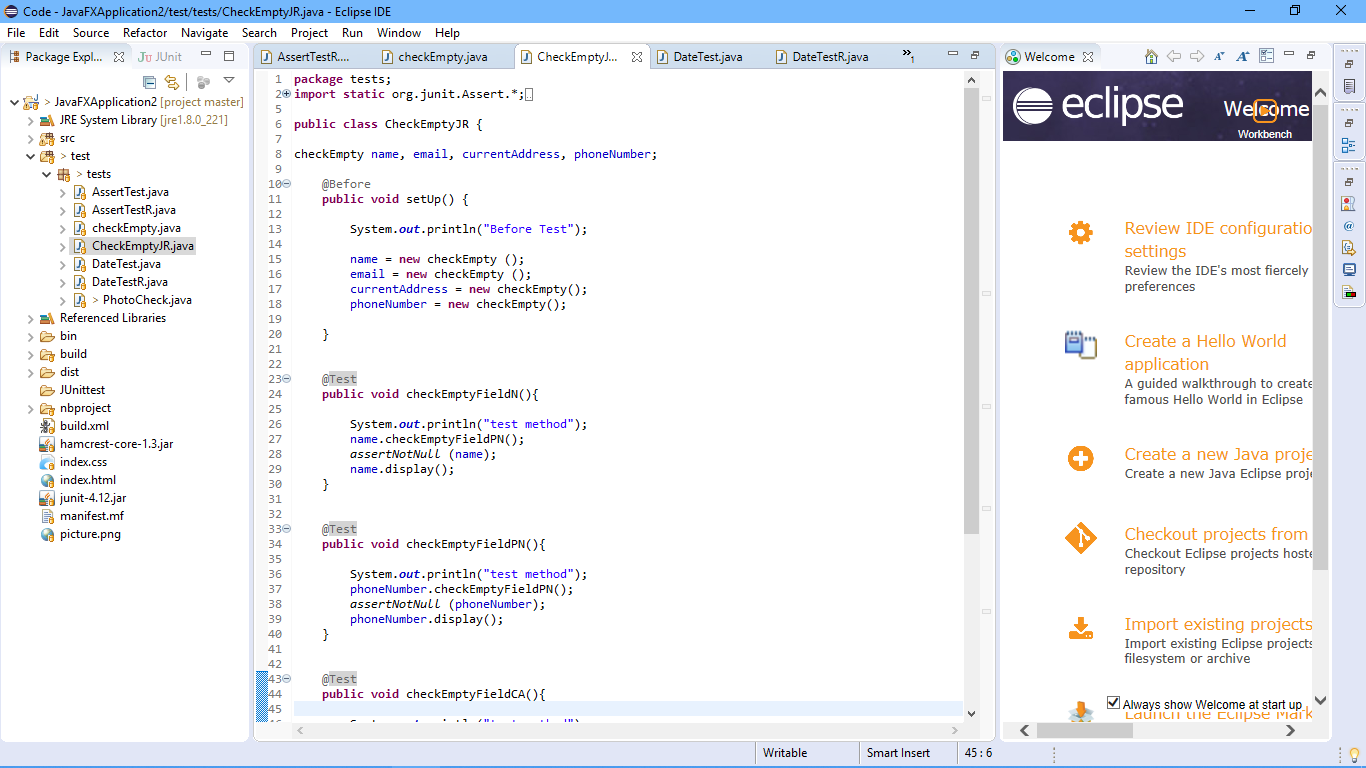 Code - JavaFXApplication2/test/tests/CheckEmptyJR.java - Eclipse IDE
File Edit Source Refactor Navigate Search Project Run Window Help
Package Expl...
JUnit
JavaFXApplication2 [project master]
JRE System Library [jre1.8.0_221]
src
> test
> tests
AssertTest.java
AssertTestR.java
checkEmpty.java
CheckEmptyJR.java
DateTest.java
DateTestR.java
> PhotoCheck.java
Referenced Libraries
bin
build
dist
JUnittest
nbproject
build.xml
hamcrest-core-1.3.jar
index.css
index.html
junit-4.12.jar
manifest.mf
picture.png
AssertTestR....
checkEmpty.java
CheckEmptyJ...
DateTest.java
DateTestR.java
»1
1 package tests;
2 import static org.junit.Assert.*;
5
6 public class CheckEmptyJR {
7
8 checkEmpty name, email, currentAddress, phoneNumber;
9
10 @Before
11 public void setUp() {
12
13 System.out.println("Before Test");
14
15 name = new checkEmpty ();
16 email = new checkEmpty ();
17 currentAddress = new checkEmpty();
18 phoneNumber = new checkEmpty();
19
20 }
21
22
23 @Test
24 public void checkEmptyFieldN(){
25
26 System.out.println("test method");
27 name.checkEmptyFieldPN();
28 assertNotNull (name);
29 name.display();
30 }
31
32
33 @Test
34 public void checkEmptyFieldPN(){
35
36 System.out.println("test method");
37 phoneNumber.checkEmptyFieldPN();
38 assertNotNull (phoneNumber);
39 phoneNumber.display();
40 }
41
42
43 @Test
44 public void checkEmptyFieldCA(){
45
Welcome
eclipse
Welcome
Workbench
Review IDE configuratio
settings
Review the IDE's most fiercely
preferences
Create a Hello World
application
A guided walkthrough to create
famous Hello World in Eclipse
Create a new Java proje
Create a new Java Eclipse proje
Checkout projects from
Checkout Eclipse projects hoste
repository
Import existing projects
Import existing Eclipse projects
filesystem or archive
Always show Welcome at start up
Launch the Eclipse Mark
Writable
Smart Insert
45 : 6